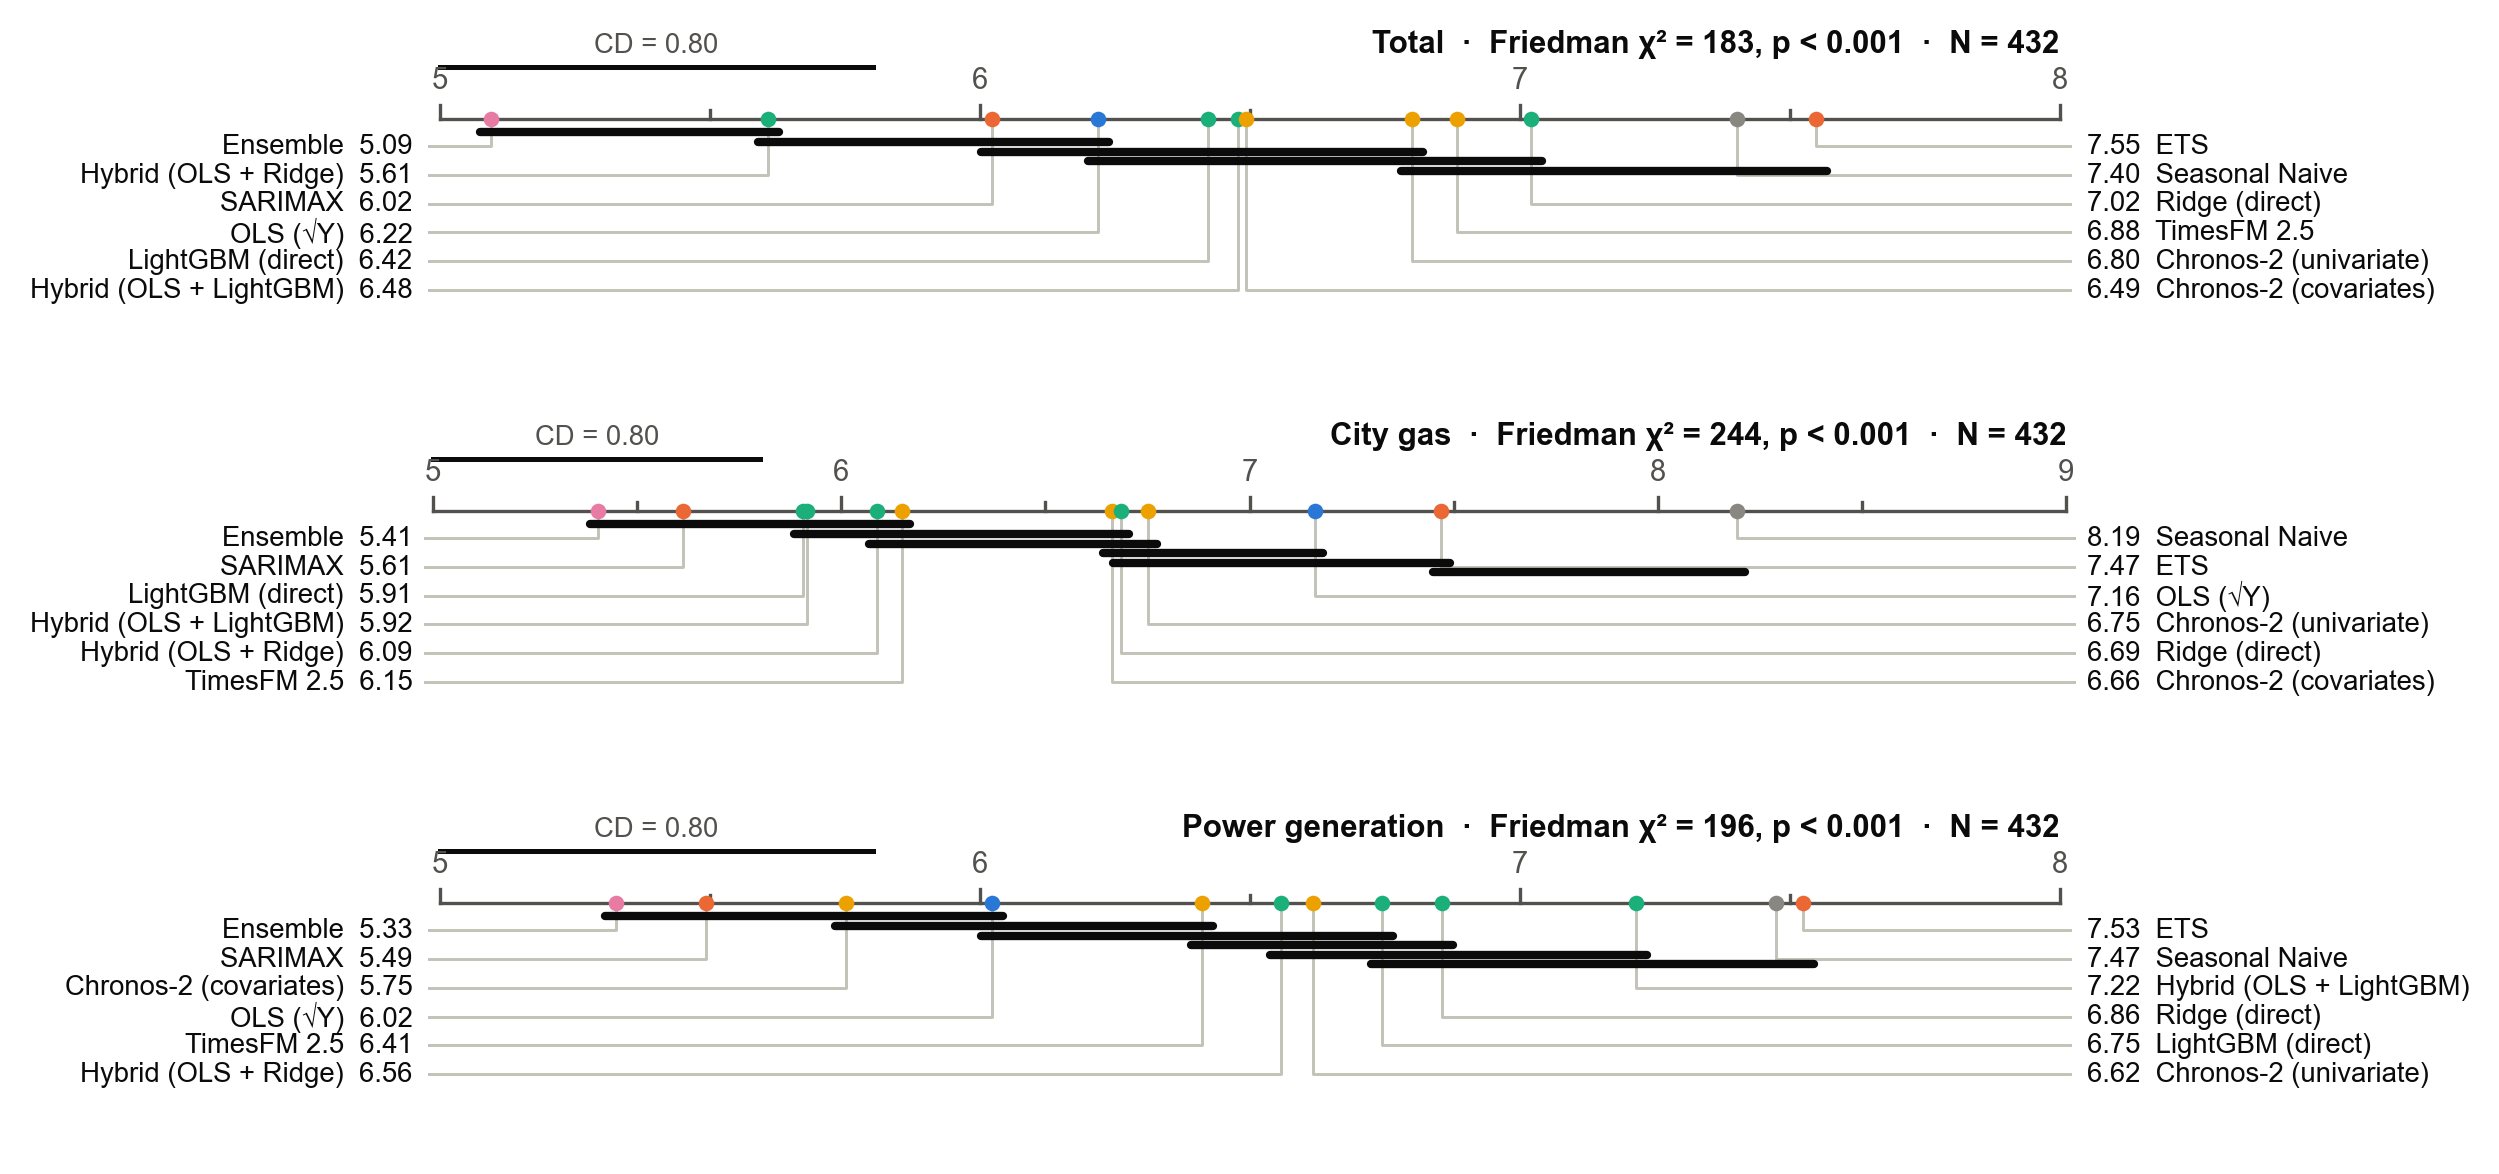 CD = 0.80
Total · Friedman χ² = 183, p < 0.001 · N = 432
5 6 7 8
Ensemble 5.09
7.55 ETS
Hybrid (OLS + Ridge) 5.61
7.40 Seasonal Naive
SARIMAX 6.02
7.02 Ridge (direct)
OLS (√Y) 6.22
6.88 TimesFM 2.5
LightGBM (direct) 6.42
6.80 Chronos-2 (univariate)
Hybrid (OLS + LightGBM) 6.48
6.49 Chronos-2 (covariates)
CD = 0.80
City gas · Friedman χ² = 244, p < 0.001 · N = 432
5 6 7 8 9
Ensemble 5.41
8.19 Seasonal Naive
SARIMAX 5.61
7.47 ETS
LightGBM (direct) 5.91
7.16 OLS (√Y)
Hybrid (OLS + LightGBM) 5.92
6.75 Chronos-2 (univariate)
Hybrid (OLS + Ridge) 6.09
6.69 Ridge (direct)
TimesFM 2.5 6.15
6.66 Chronos-2 (covariates)
CD = 0.80
Power generation · Friedman χ² = 196, p < 0.001 · N = 432
5 6 7 8
Ensemble 5.33
7.53 ETS
SARIMAX 5.49
7.47 Seasonal Naive
Chronos-2 (covariates) 5.75
7.22 Hybrid (OLS + LightGBM)
OLS (√Y) 6.02
6.86 Ridge (direct)
TimesFM 2.5 6.41
6.75 LightGBM (direct)
Hybrid (OLS + Ridge) 6.56
6.62 Chronos-2 (univariate)